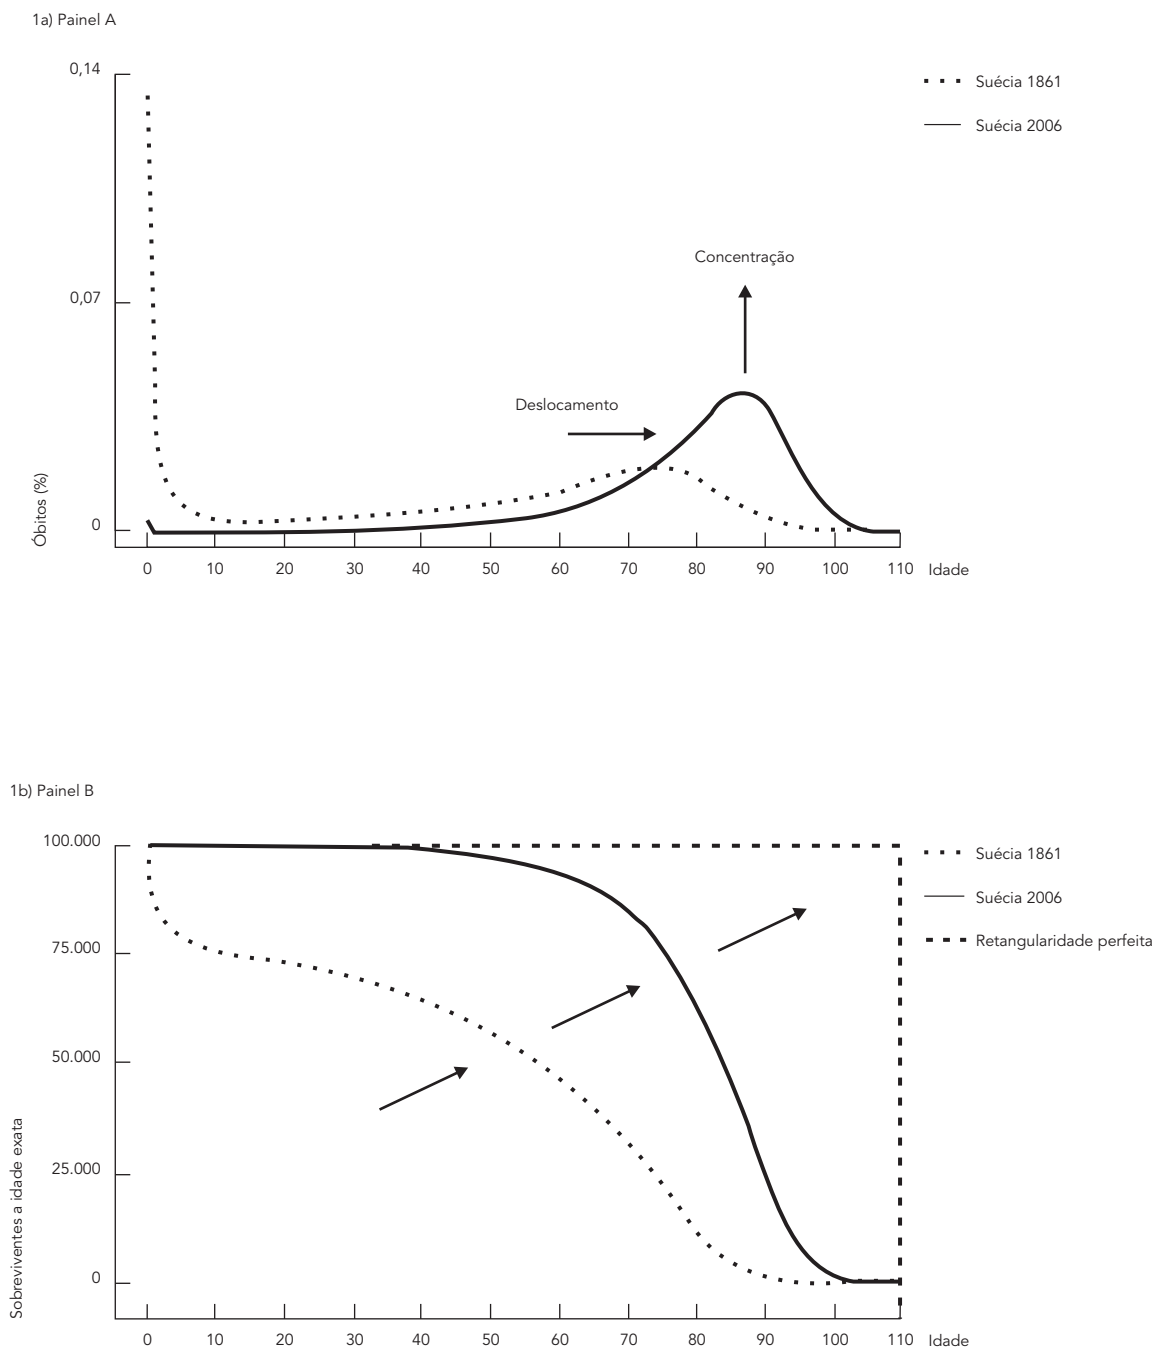 1a) Painel A
0,14
Suécia 1861
Suécia 2006
Concentração
0,07
Deslocamento
Óbitos (%)
0
0 10 20 30 40 50 60 70 80 90 100 110 Idade
1b) Painel B
100.000
Suécia 1861
Suécia 2006
Retangularidade perfeita
75.000
50.000
25.000
Sobreviventes a idade exata
0
0 10 20 30 40 50 60 70 80 90 100 110 Idade